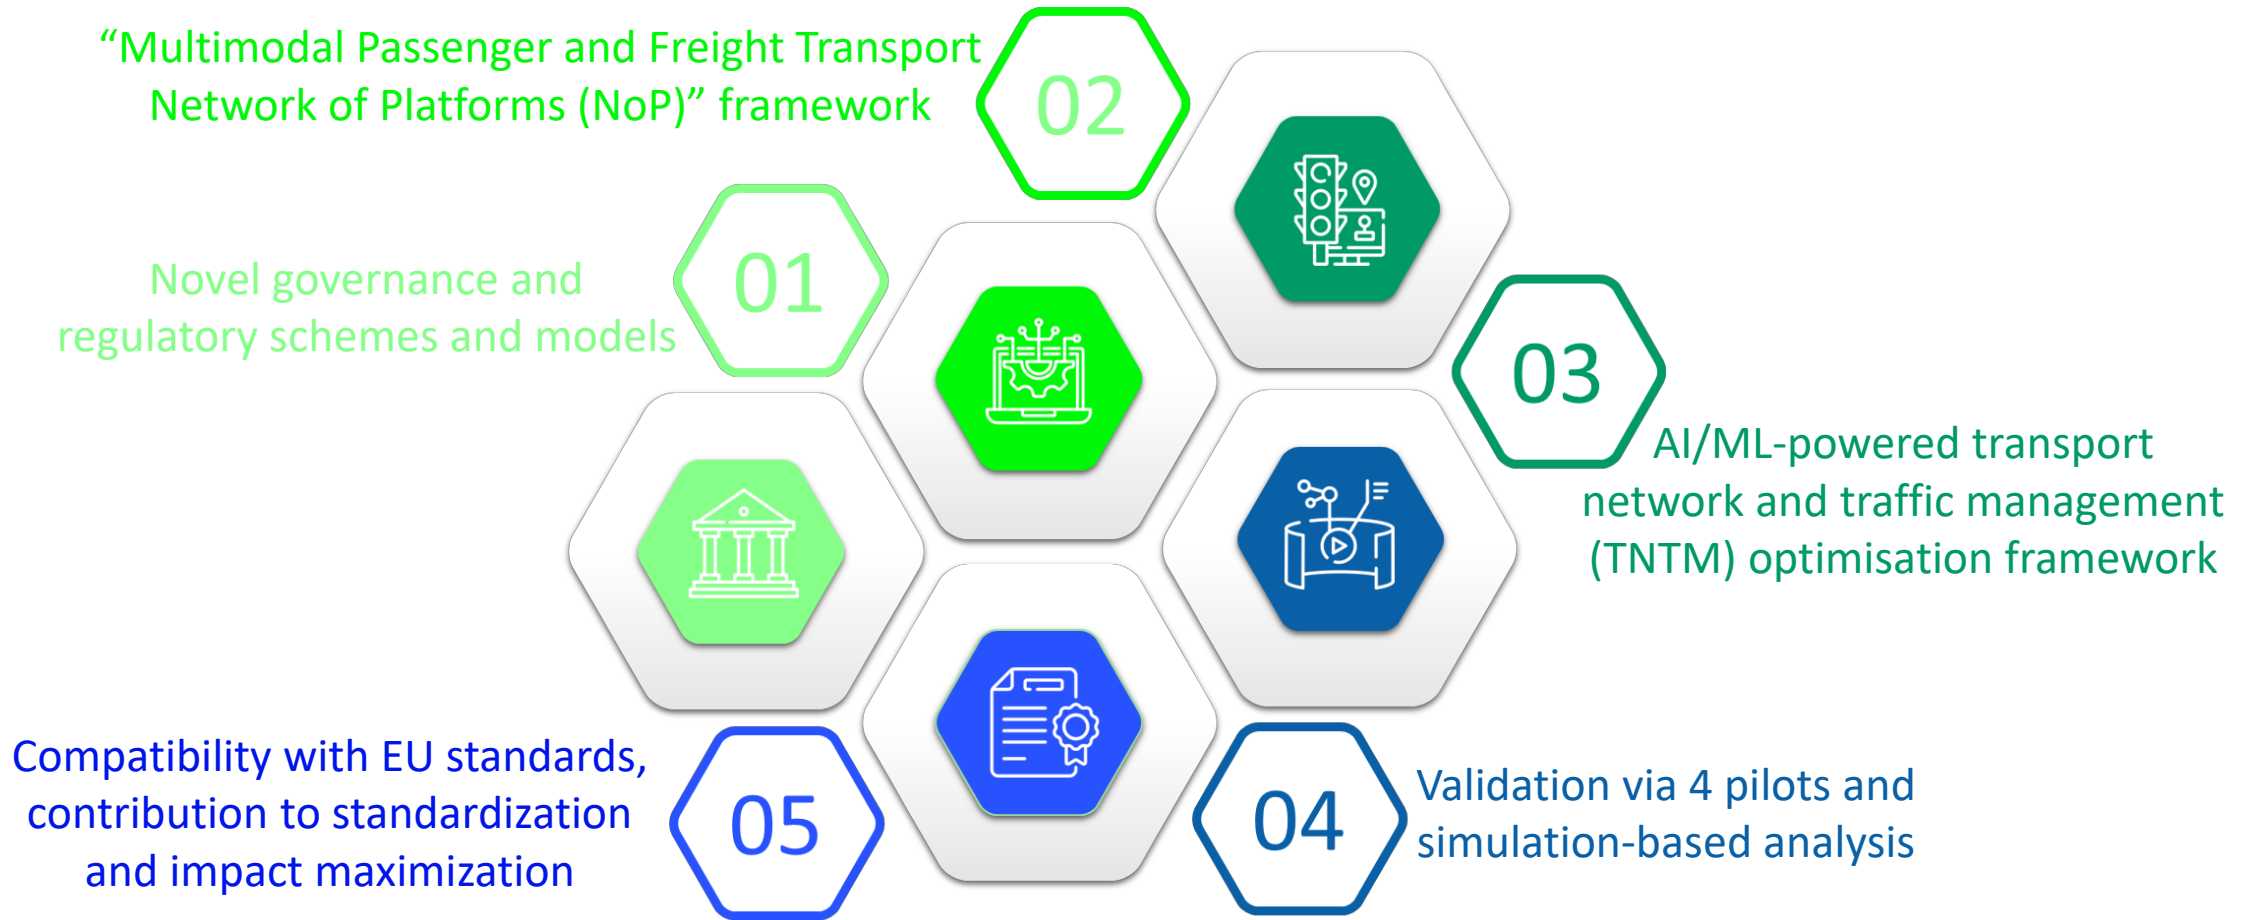 “Multimodal Passenger and Freight Transport
Network of Platforms (NoP)” framework
02
Novel governance and
regulatory schemes and models
01
03
AI/ML-powered transport
network and traffic management
(TNTM) optimisation framework
04
Validation via 4 pilots and
simulation-based analysis
Compatibility with EU standards,
contribution to standardization
and impact maximization
05